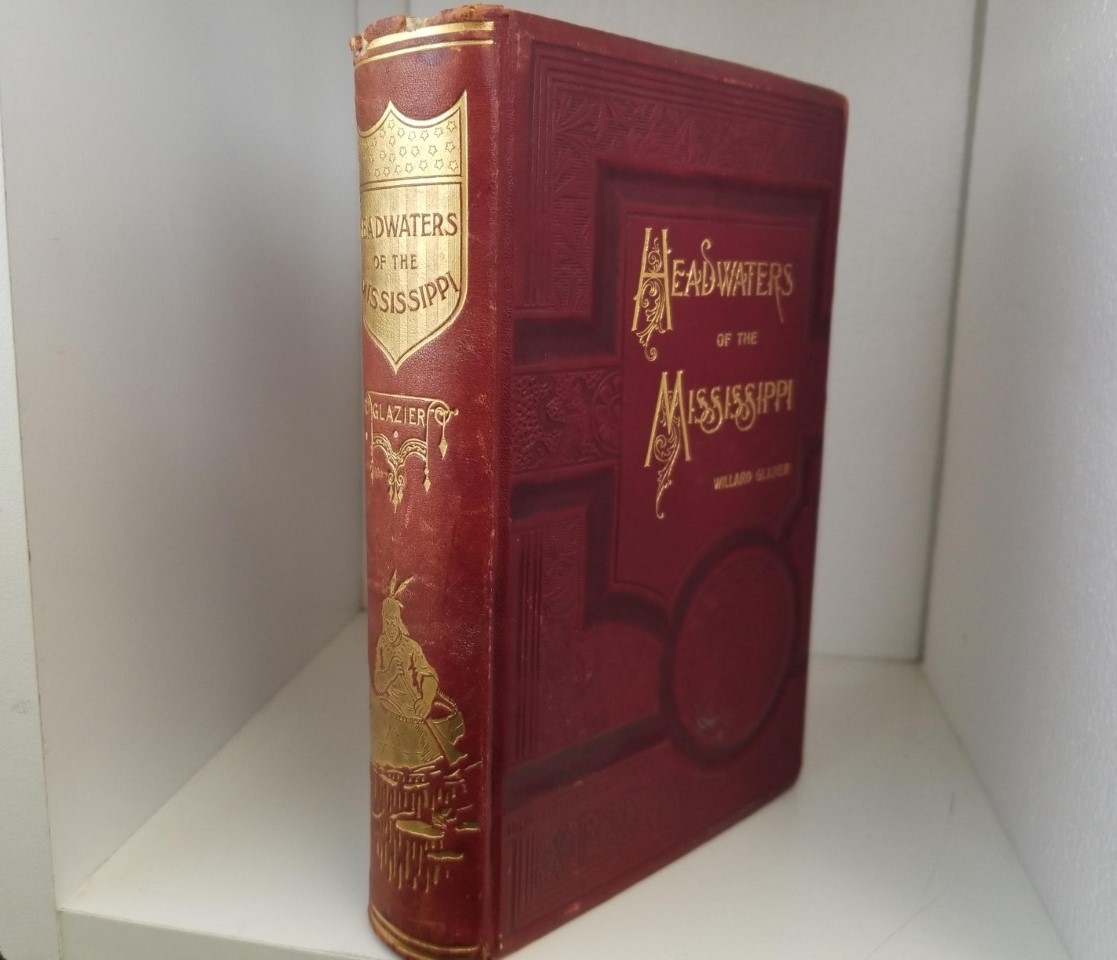 HEADWATERS
OF THE
MISSISSIPPI
GLAZIER
HEADWATERS
OF THE
MISSISSIPPI
WILLARD GLAZIER